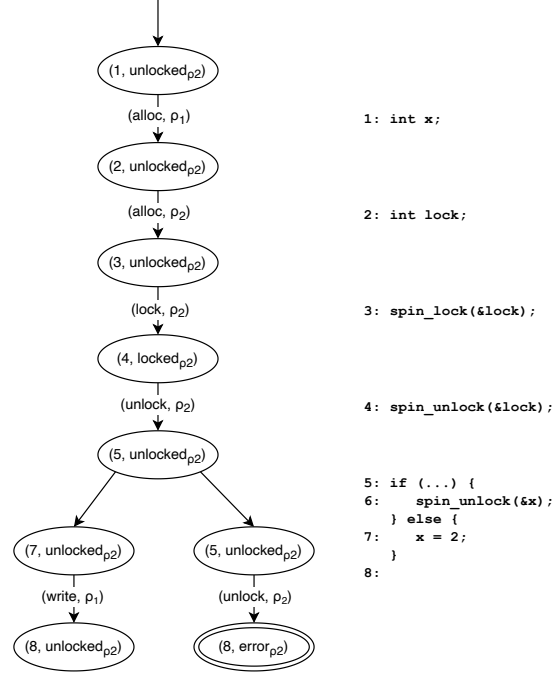 (1, unlockedρ2)
(alloc, ρ1)
1: int x;
(2, unlockedρ2)
(alloc, ρ2)
2: int lock;
(3, unlockedρ2)
(lock, ρ2)
3: spin_lock(&lock);
(4, lockedρ2)
(unlock, ρ2)
4: spin_unlock(&lock);
(5, unlockedρ2)
5: if (...) {
6: spin_unlock(&x);
} else {
7: x = 2;
}
8:
(7, unlockedρ2)
(5, unlockedρ2)
(write, ρ1)
(unlock, ρ2)
(8, unlockedρ2)
(8, errorρ2)